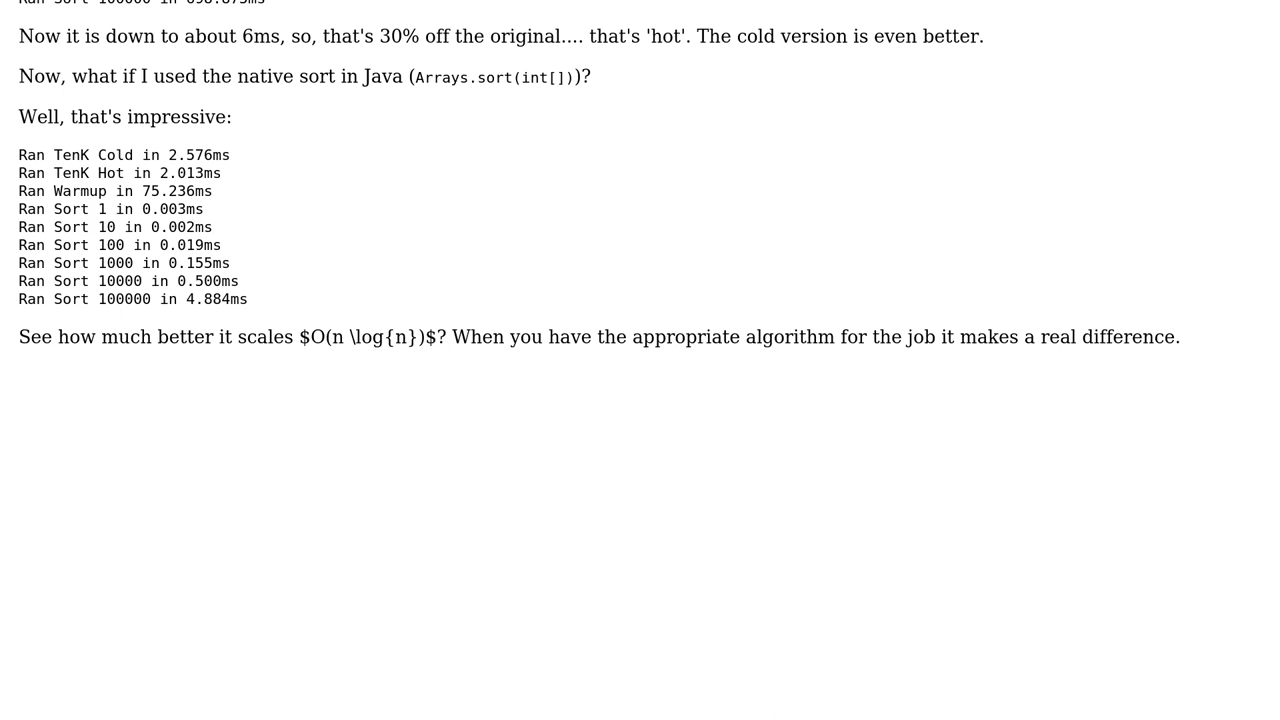 Now it is down to about 6ms, so, that's 30% off the original.... that's 'hot'. The cold version is even better.
Now, what if I used the native sort in Java (Arrays.sort(int[]))?
Well, that's impressive:
Ran TenK Cold in 2.576ms
Ran TenK Hot in 2.013ms
Ran Warmup in 75.236ms
Ran Sort 1 in 0.003ms
Ran Sort 10 in 0.002ms
Ran Sort 100 in 0.019ms
Ran Sort 1000 in 0.155ms
Ran Sort 10000 in 0.500ms
Ran Sort 100000 in 4.884ms
See how much better it scales $O(n \log{n})$? When you have the appropriate algorithm for the job it makes a real difference.